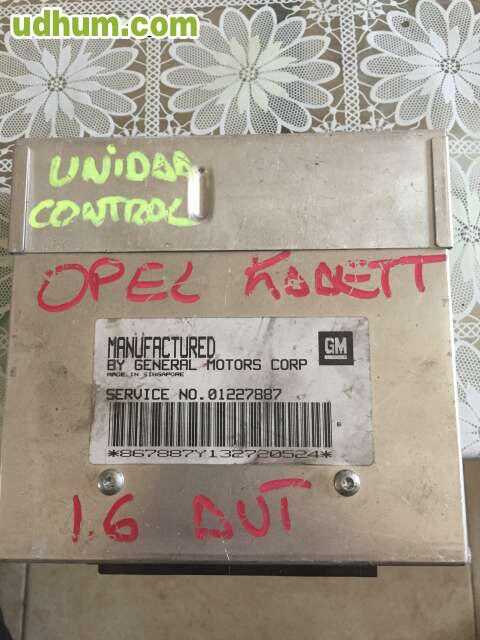 udhum.com
UNIDAD
CONTROL
OPEL KADETT
MANUFACTURED
BY GENERAL MOTORS CORP
MADE IN SINGAPORE
GM
SERVICE NO.01227887
*867887Y132720524*
1.6 AUT